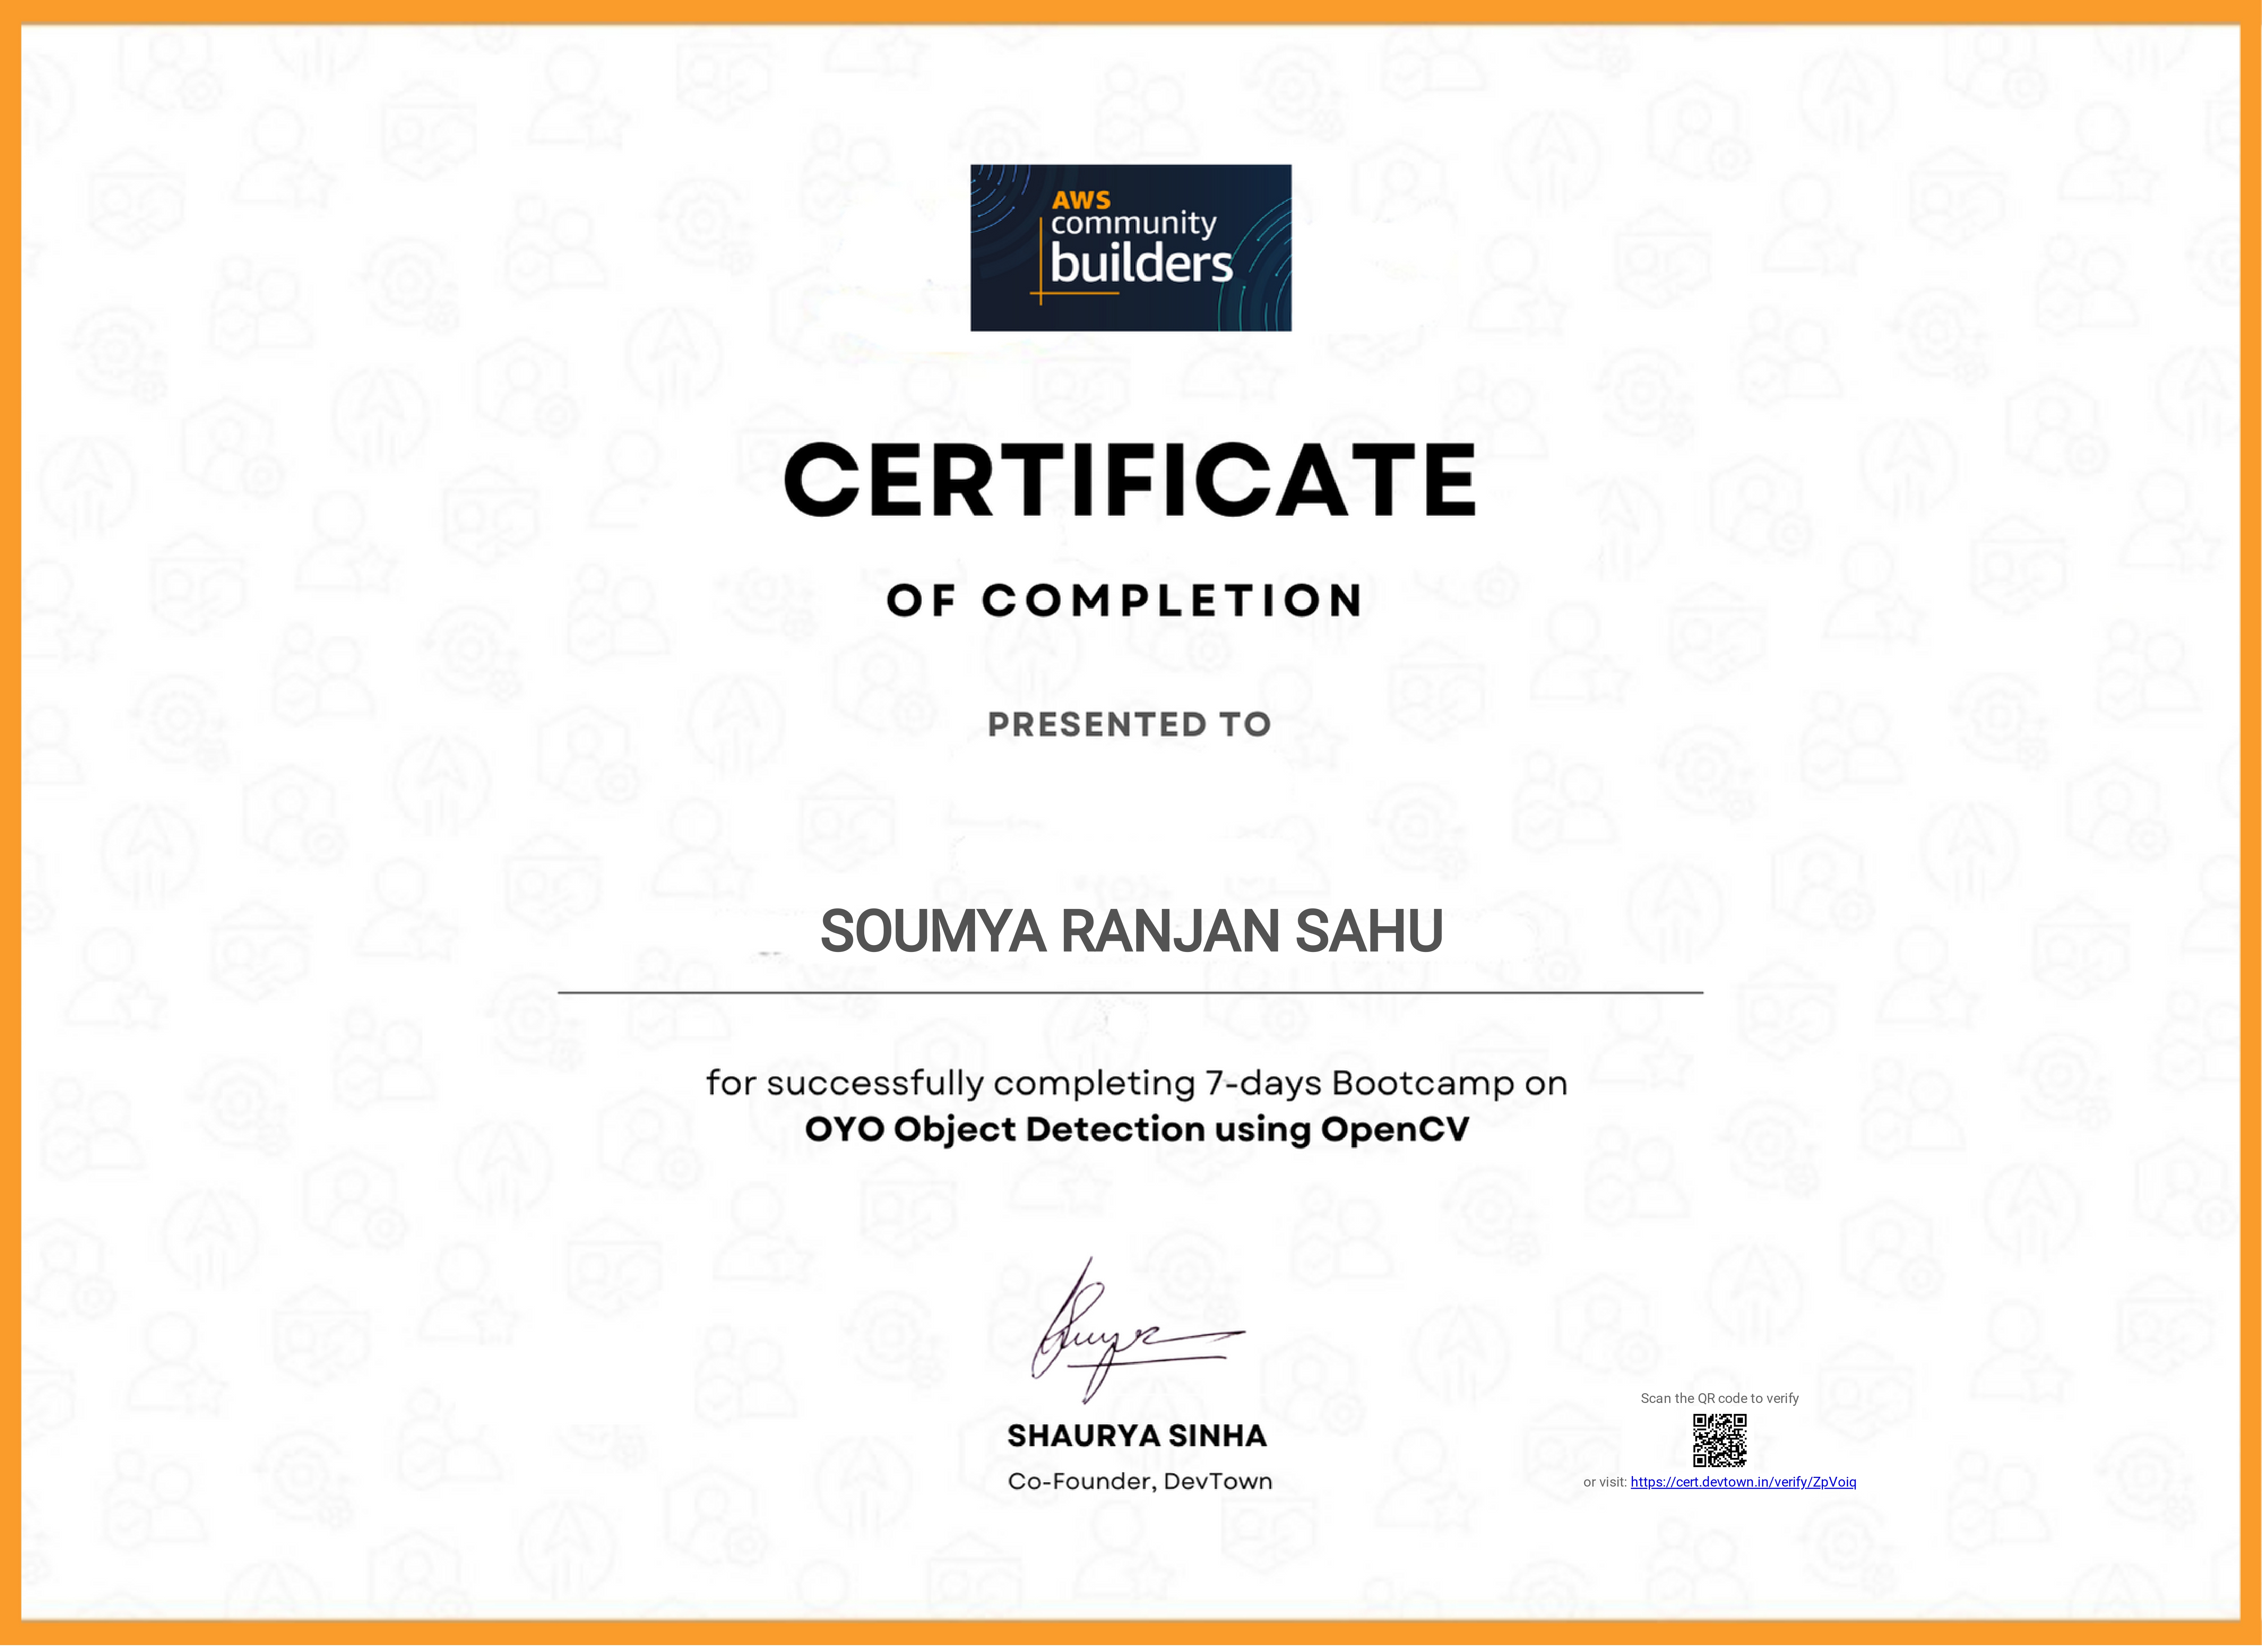 AWS
community
builders
CERTIFICATE
OF COMPLETION
PRESENTED TO
SOUMYA RANJAN SAHU
for successfully completing 7-days Bootcamp on
OYO Object Detection using OpenCV
SHAURYA SINHA
Co-Founder, DevTown
Scan the QR code to verify
or visit: https://cert.devtown.in/verify/ZpVoiq